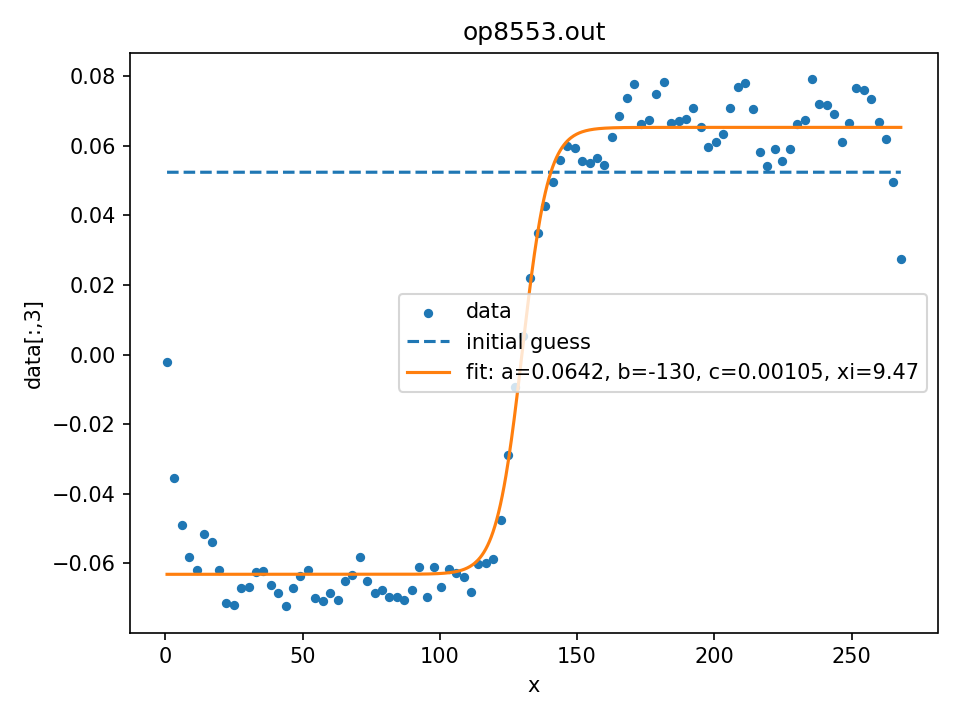 op8553.out
0.08
0.06
0.04
0.02
0.00
−0.02
−0.04
−0.06
data[:,3]
data
initial guess
fit: a=0.0642, b=-130, c=0.00105, xi=9.47
0 50 100 150 200 250
x